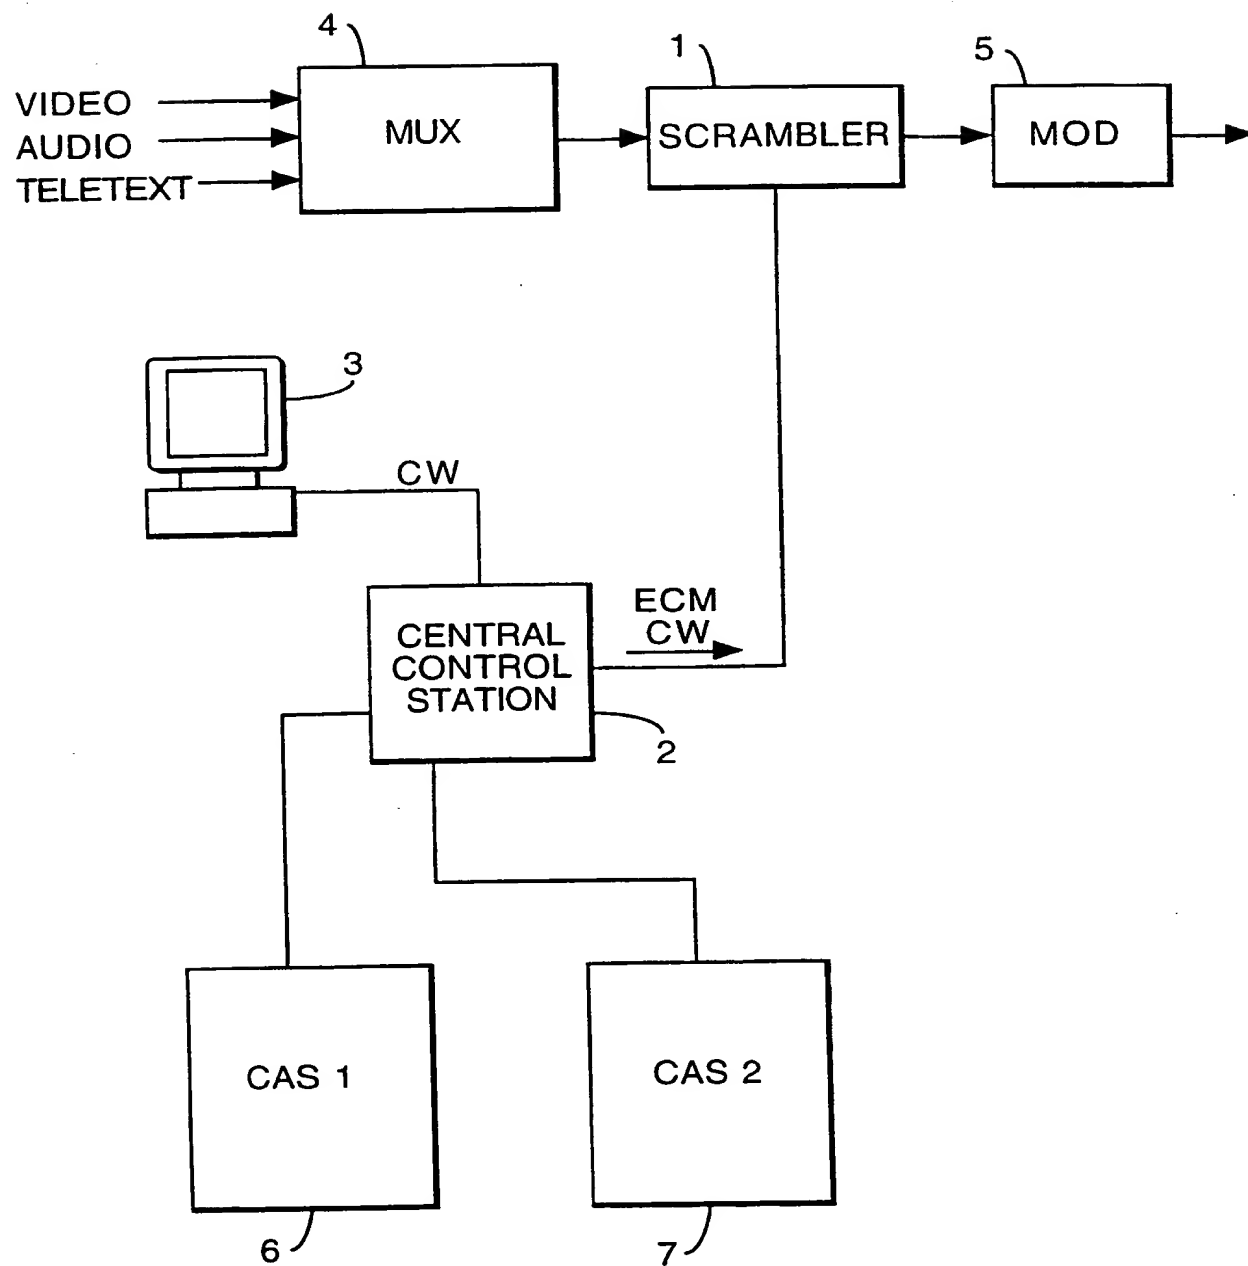 4
1
5
VIDEO
AUDIO
TELETEXT
MUX
SCRAMBLER
MOD
3
CW
ECM
CW
CENTRAL
CONTROL
STATION
2
CAS 1
CAS 2
6
7